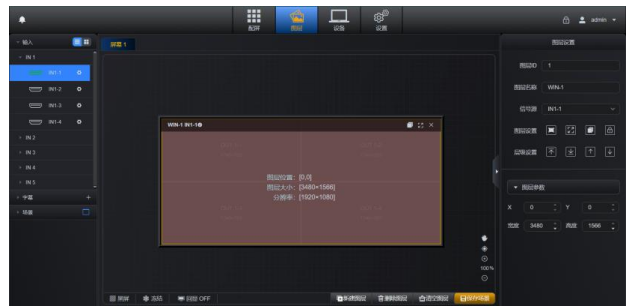 配屏
图层
设备
设置
admin
输入
IN 1
IN1-1
IN1-2
IN1-3
IN1-4
IN 2
IN 3
IN 4
IN 5
字幕 +
场景
屏幕 1
WIN-1 IN1-1
图层位置: [0,0]
图层大小: [3480*1566]
分辨率: [1920*1080]
100%
黑屏
冻结
回显 OFF
新建图层
删除图层
清空图层
保存场景
图层设置
图层ID 1
图层名称 WIN-1
信号源 IN1-1
图层设置
层级设置
图层参数
X 0 Y 0
宽度 3480 高度 1566